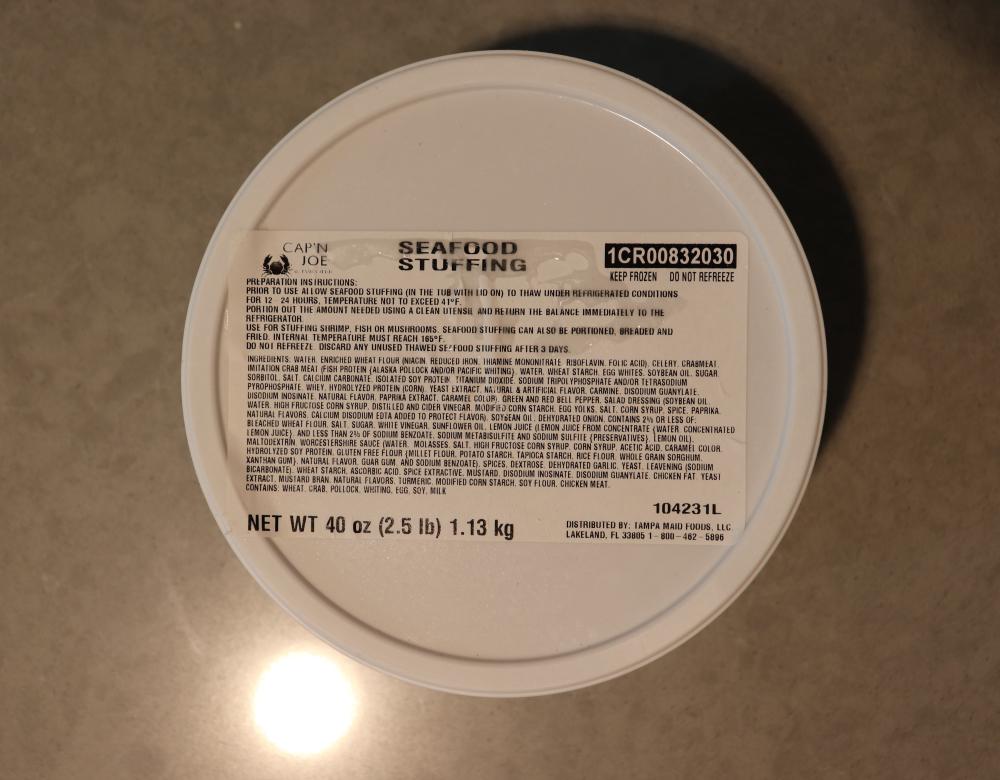 CAP'N
JOE
SEAFOOD
STUFFING
1CR00832030
KEEP FROZEN DO NOT REFREEZE
PREPARATION INSTRUCTIONS:
PRIOR TO USE ALLOW SEAFOOD STUFFING (IN THE TUB WITH LID ON) TO THAW UNDER REFRIGERATED CONDITIONS
FOR 12 - 24 HOURS, TEMPERATURE NOT TO EXCEED 41°F.
PORTION OUT THE AMOUNT NEEDED USING A CLEAN UTENSIL AND RETURN THE BALANCE IMMEDIATELY TO THE
REFRIGERATOR.
USE FOR STUFFING SHRIMP, FISH OR MUSHROOMS. SEAFOOD STUFFING CAN ALSO BE PORTIONED, BREADED AND
FRIED. INTERNAL TEMPERATURE MUST REACH 165°F.
DO NOT REFREEZE. DISCARD ANY UNUSED THAWED SEAFOOD STUFFING AFTER 3 DAYS.
INGREDIENTS: WATER, ENRICHED WHEAT FLOUR (NIACIN, REDUCED IRON, THIAMINE MONONITRATE, RIBOFLAVIN, FOLIC ACID), CELERY, CRABMEAT,
IMITATION CRAB MEAT (FISH PROTEIN {ALASKA POLLOCK AND/OR PACIFIC WHITING}, WATER, WHEAT STARCH, EGG WHITES, SOYBEAN OIL, SUGAR,
SORBITOL, SALT, CALCIUM CARBONATE, ISOLATED SOY PROTEIN, TITANIUM DIOXIDE, SODIUM TRIPOLYPHOSPHATE AND/OR TETRASODIUM
PYROPHOSPHATE, WHEY, HYDROLYZED PROTEIN (CORN), YEAST EXTRACT, NATURAL & ARTIFICIAL FLAVOR, CARMINE, DISODIUM GUANYLATE,
DISODIUM INOSINATE, NATURAL FLAVOR, PAPRIKA EXTRACT, CARAMEL COLOR), GREEN AND RED BELL PEPPER, SALAD DRESSING (SOYBEAN OIL,
WATER, HIGH FRUCTOSE CORN SYRUP, DISTILLED AND CIDER VINEGAR, MODIFIED CORN STARCH, EGG YOLKS, SALT, CORN SYRUP, SPICE, PAPRIKA,
NATURAL FLAVORS, CALCIUM DISODIUM EDTA ADDED TO PROTECT FLAVOR), SOYBEAN OIL, DEHYDRATED ONION, CONTAINS 2% OR LESS OF:
BLEACHED WHEAT FLOUR, SALT, SUGAR, WHITE VINEGAR, SUNFLOWER OIL, LEMON JUICE (LEMON JUICE FROM CONCENTRATE {WATER, CONCENTRATED
LEMON JUICE}, AND LESS THAN 2% OF SODIUM BENZOATE, SODIUM METABISULFITE AND SODIUM SULFITE {PRESERVATIVES}, LEMON OIL),
MALTODEXTRIN, WORCESTERSHIRE SAUCE (WATER, MOLASSES, SALT, HIGH FRUCTOSE CORN SYRUP, CORN SYRUP, ACETIC ACID, CARAMEL COLOR,
HYDROLYZED SOY PROTEIN, GLUTEN FREE FLOUR {MILLET FLOUR, POTATO STARCH, TAPIOCA STARCH, RICE FLOUR, WHOLE GRAIN SORGHUM,
XANTHAN GUM}, NATURAL FLAVOR, GUAR GUM, AND SODIUM BENZOATE), SPICES, DEXTROSE, DEHYDRATED GARLIC, YEAST, LEAVENING (SODIUM
BICARBONATE), WHEAT STARCH, ASCORBIC ACID, SPICE EXTRACTIVE, MUSTARD, DISODIUM INOSINATE, DISODIUM GUANYLATE, CHICKEN FAT, YEAST
EXTRACT, MUSTARD BRAN, NATURAL FLAVORS, TURMERIC, MODIFIED CORN STARCH, SOY FLOUR, CHICKEN MEAT.
CONTAINS: WHEAT, CRAB, POLLOCK, WHITING, EGG, SOY, MILK
104231L
NET WT 40 oz (2.5 lb) 1.13 kg
DISTRIBUTED BY: TAMPA MAID FOODS, LLC
LAKELAND, FL 33805 1-800-462-5896